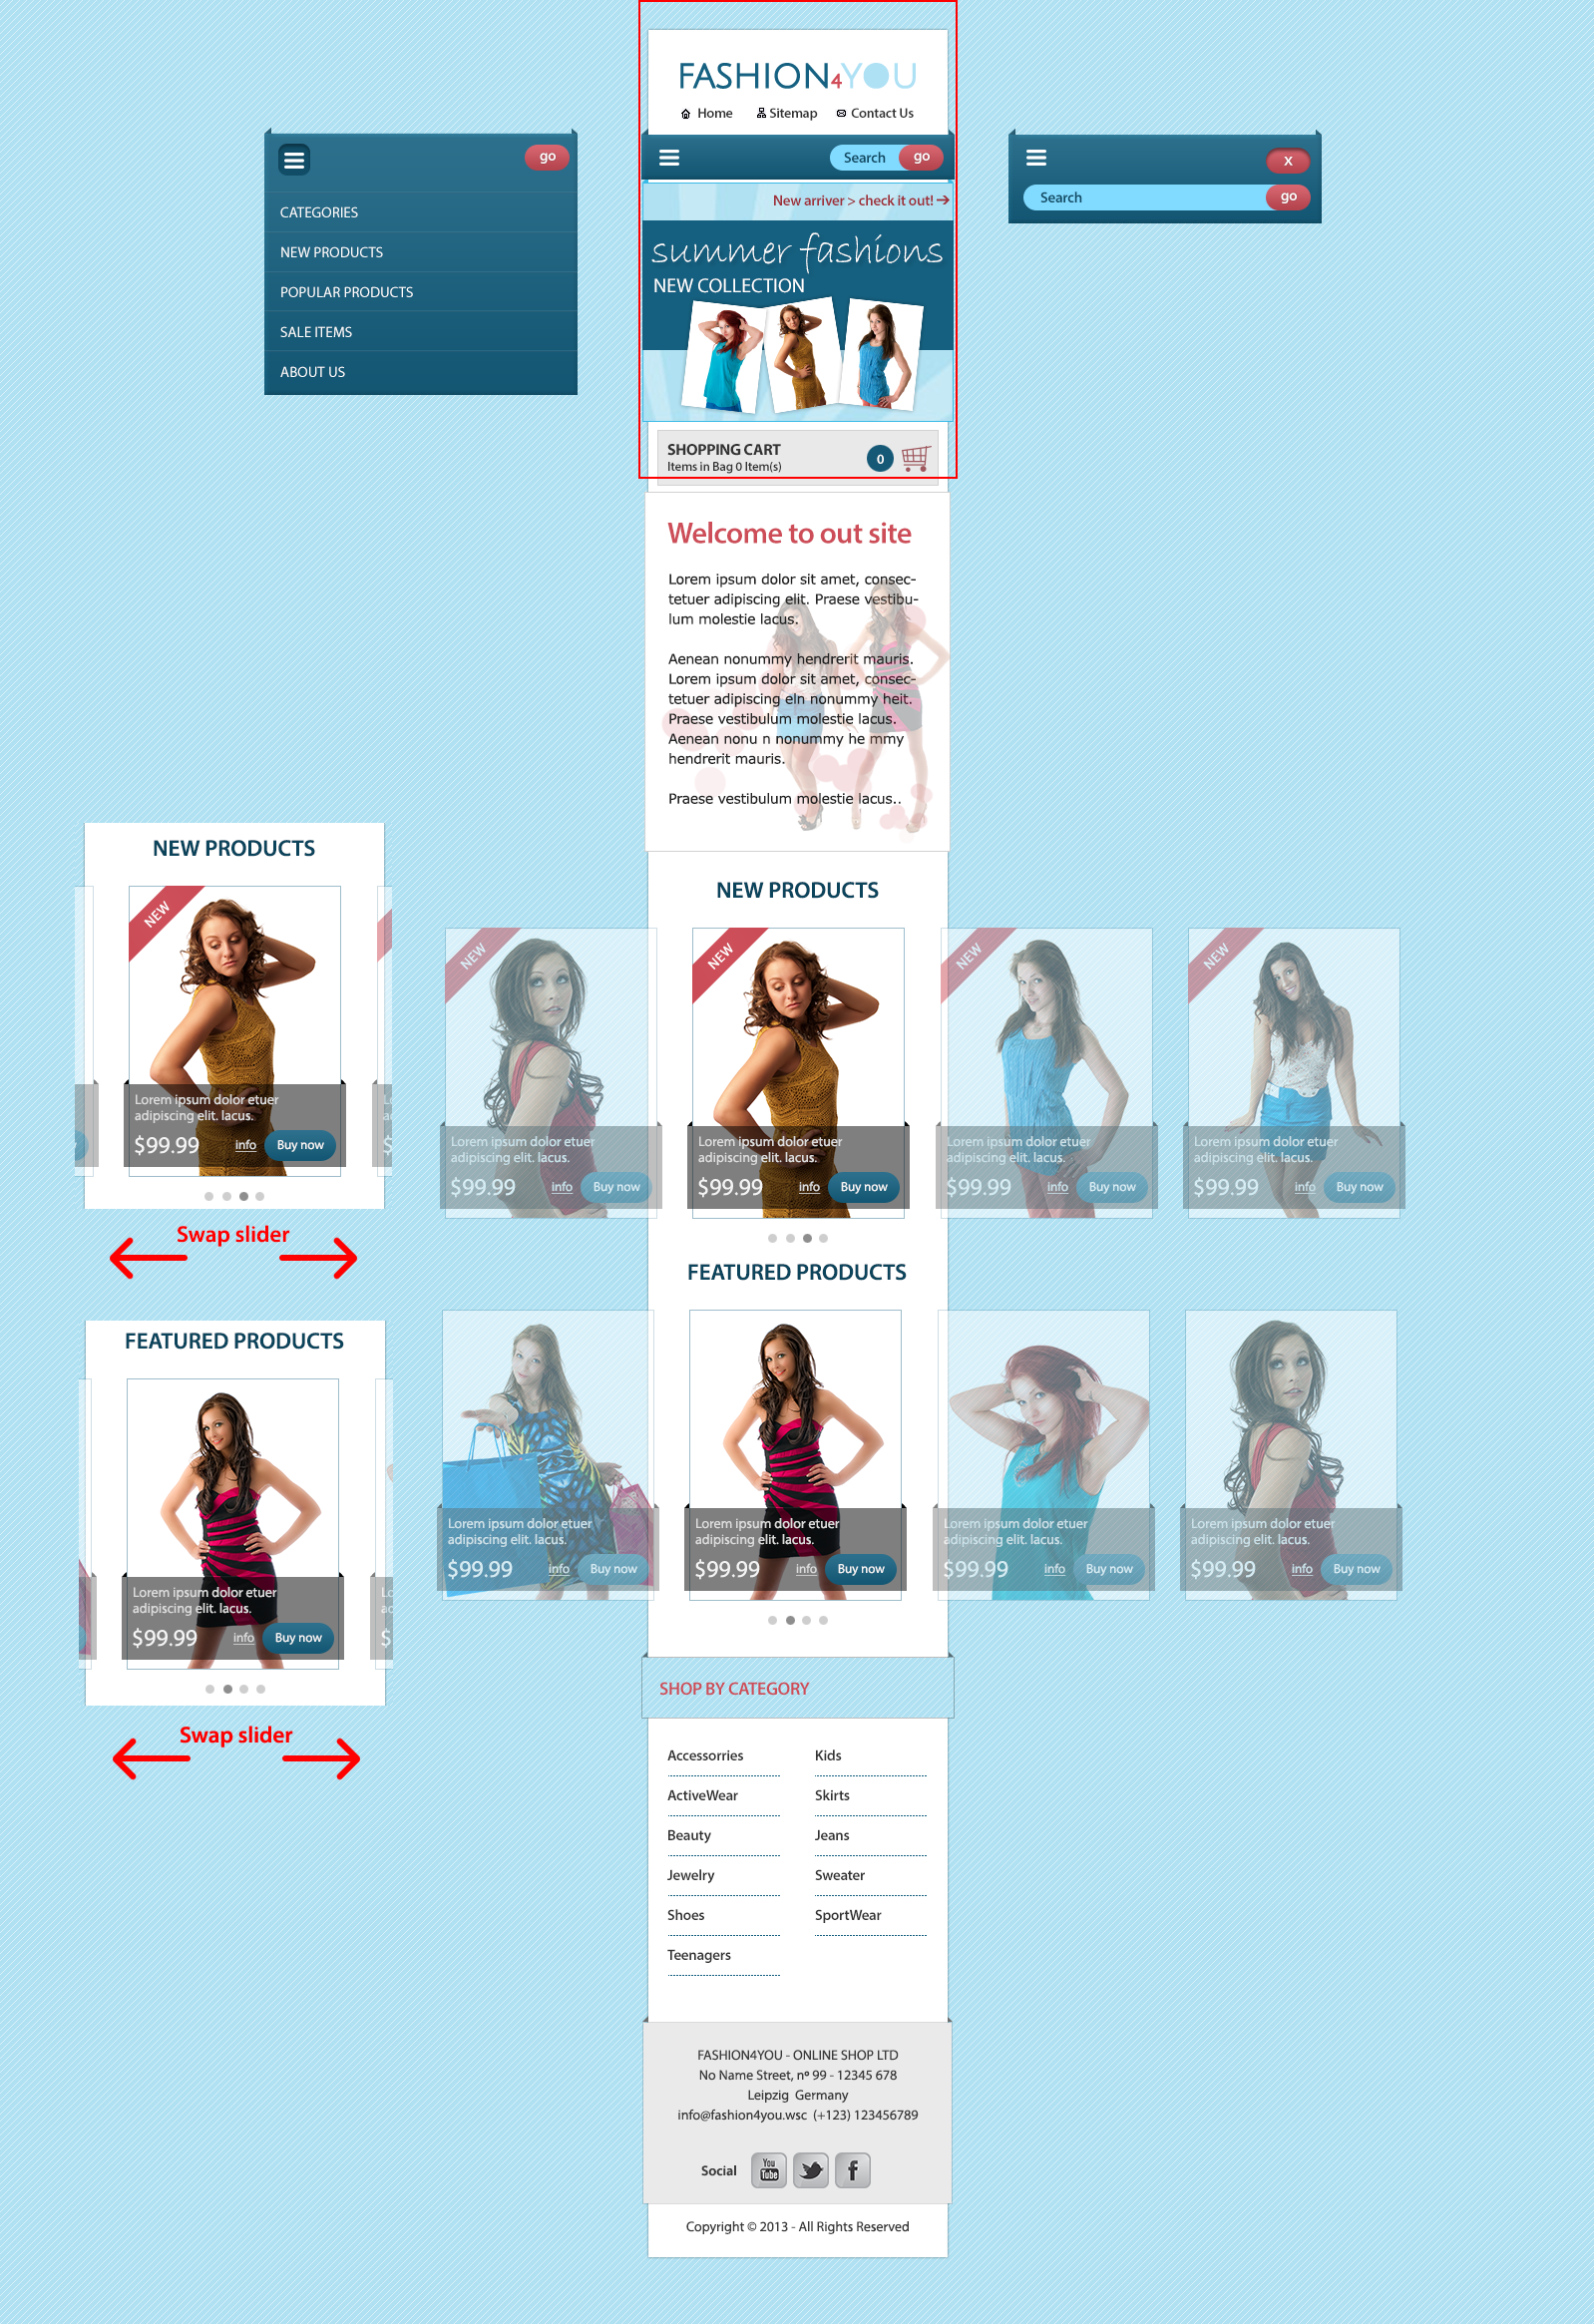 FASHION4YOU
Home Sitemap Contact Us
go
CATEGORIES
NEW PRODUCTS
POPULAR PRODUCTS
SALE ITEMS
ABOUT US
Search go
x
Search go
New arriver > check it out!
summer fashions
NEW COLLECTION
SHOPPING CART
Items in Bag 0 Item(s)
0
Welcome to out site
Lorem ipsum dolor sit amet, consec-
tetuer adipiscing elit. Praese vestibu-
lum molestie lacus.
Aenean nonummy hendrerit mauris.
Lorem ipsum dolor sit amet, consec-
tetuer adipiscing eln nonummy heit.
Praese vestibulum molestie lacus.
Aenean nonu n nonummy he mmy
hendrerit mauris.
Praese vestibulum molestie lacus..
NEW PRODUCTS
NEW
Lorem ipsum dolor etuer
adipiscing elit. lacus.
$99.99 info Buy now
Swap slider
NEW PRODUCTS
NEW
Lorem ipsum dolor etuer
adipiscing elit. lacus.
$99.99 info Buy now
NEW
Lorem ipsum dolor etuer
adipiscing elit. lacus.
$99.99 info Buy now
NEW
Lorem ipsum dolor etuer
adipiscing elit. lacus.
$99.99 info Buy now
NEW
Lorem ipsum dolor etuer
adipiscing elit. lacus.
$99.99 info Buy now
FEATURED PRODUCTS
Lorem ipsum dolor etuer
adipiscing elit. lacus.
$99.99 info Buy now
Swap slider
FEATURED PRODUCTS
Lorem ipsum dolor etuer
adipiscing elit. lacus.
$99.99 info Buy now
Lorem ipsum dolor etuer
adipiscing elit. lacus.
$99.99 info Buy now
Lorem ipsum dolor etuer
adipiscing elit. lacus.
$99.99 info Buy now
Lorem ipsum dolor etuer
adipiscing elit. lacus.
$99.99 info Buy now
SHOP BY CATEGORY
Accessorries
ActiveWear
Beauty
Jewelry
Shoes
Teenagers
Kids
Skirts
Jeans
Sweater
SportWear
FASHION4YOU - ONLINE SHOP LTD
No Name Street, nº 99 - 12345 678
Leipzig Germany
info@fashion4you.wsc (+123) 123456789
Social
You Tube
Copyright © 2013 - All Rights Reserved